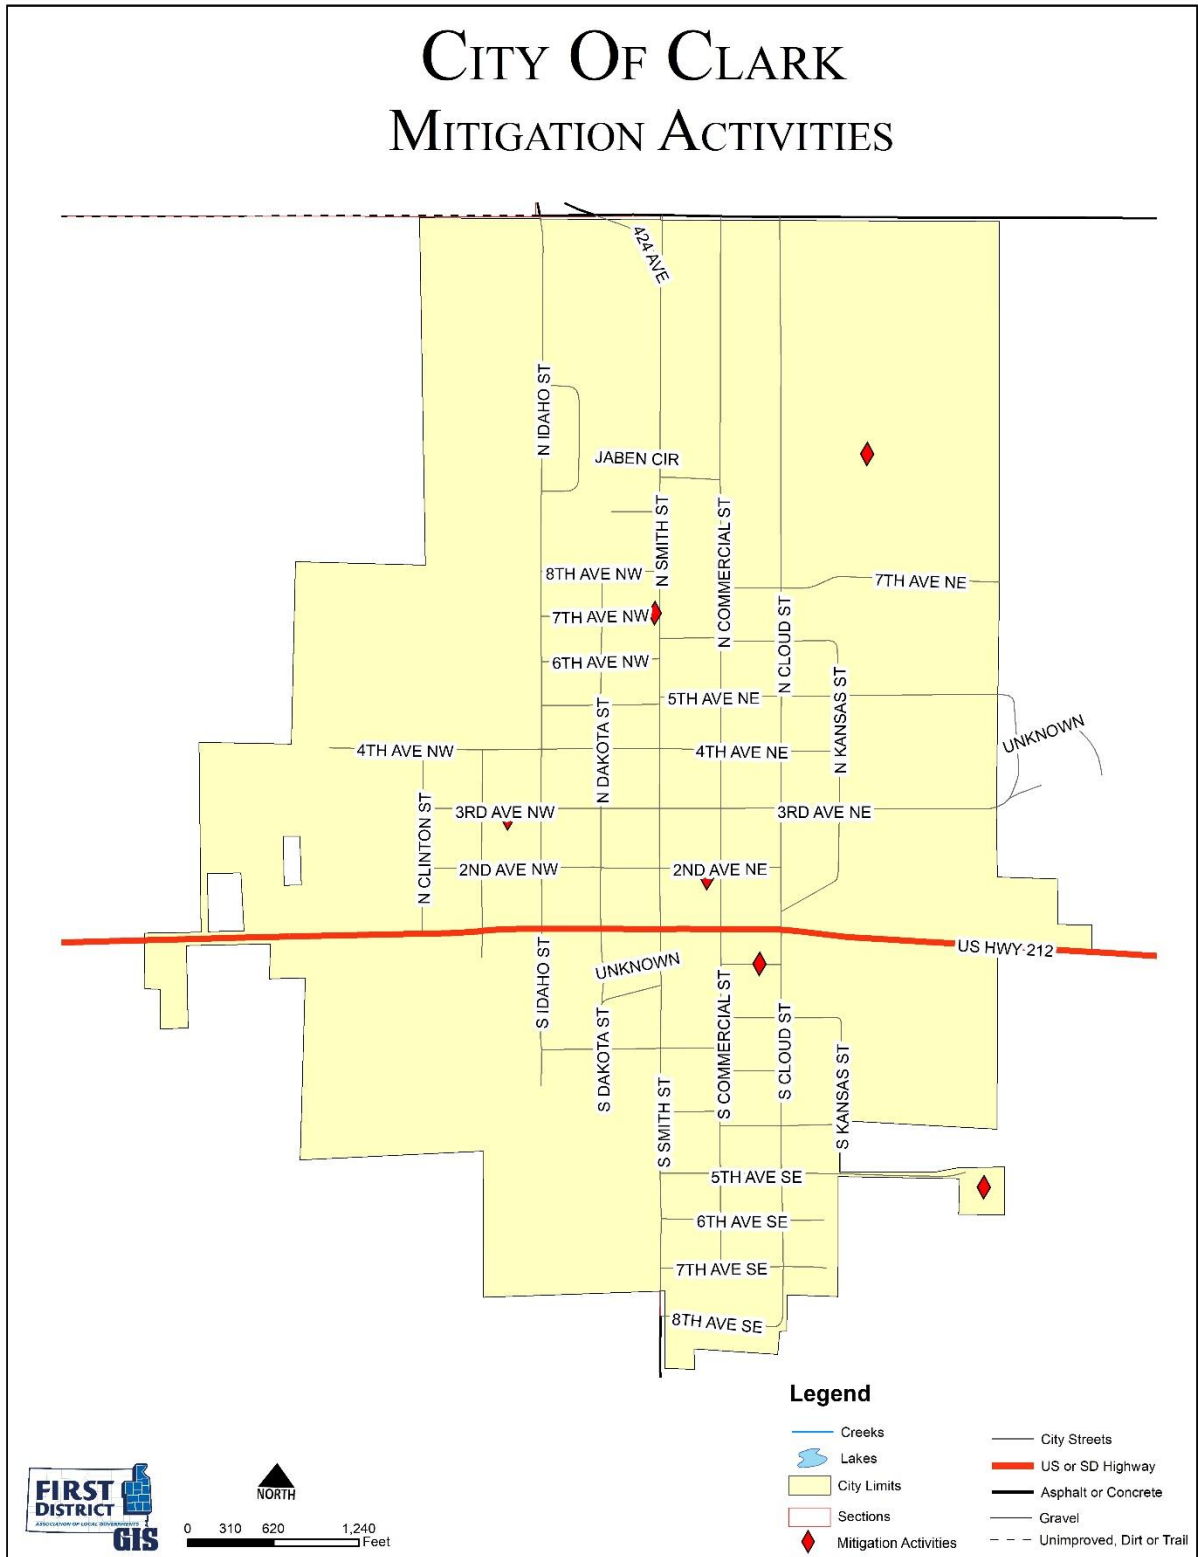 CITY OF CLARK
MITIGATION ACTIVITIES
424 AVE
N IDAHO ST
JABEN CIR
N SMITH ST
N COMMERCIAL ST
8TH AVE NW
7TH AVE NE
7TH AVE NW
N CLOUD ST
6TH AVE NW
N KANSAS ST
5TH AVE NE
N DAKOTA ST
UNKNOWN
4TH AVE NW
4TH AVE NE
N CLINTON ST
3RD AVE NW
3RD AVE NE
2ND AVE NW
2ND AVE NE
US HWY-212
S IDAHO ST
UNKNOWN
S DAKOTA ST
S COMMERCIAL ST
S CLOUD ST
S KANSAS ST
S SMITH ST
5TH AVE SE
6TH AVE SE
7TH AVE SE
8TH AVE SE
Legend
Creeks
Lakes
City Limits
Sections
Mitigation Activities
City Streets
US or SD Highway
Asphalt or Concrete
Gravel
Unimproved, Dirt or Trail
FIRST
DISTRICT
ASSOCIATION OF LOCAL GOVERNMENTS
GIS
NORTH
0 310 620 1,240
Feet